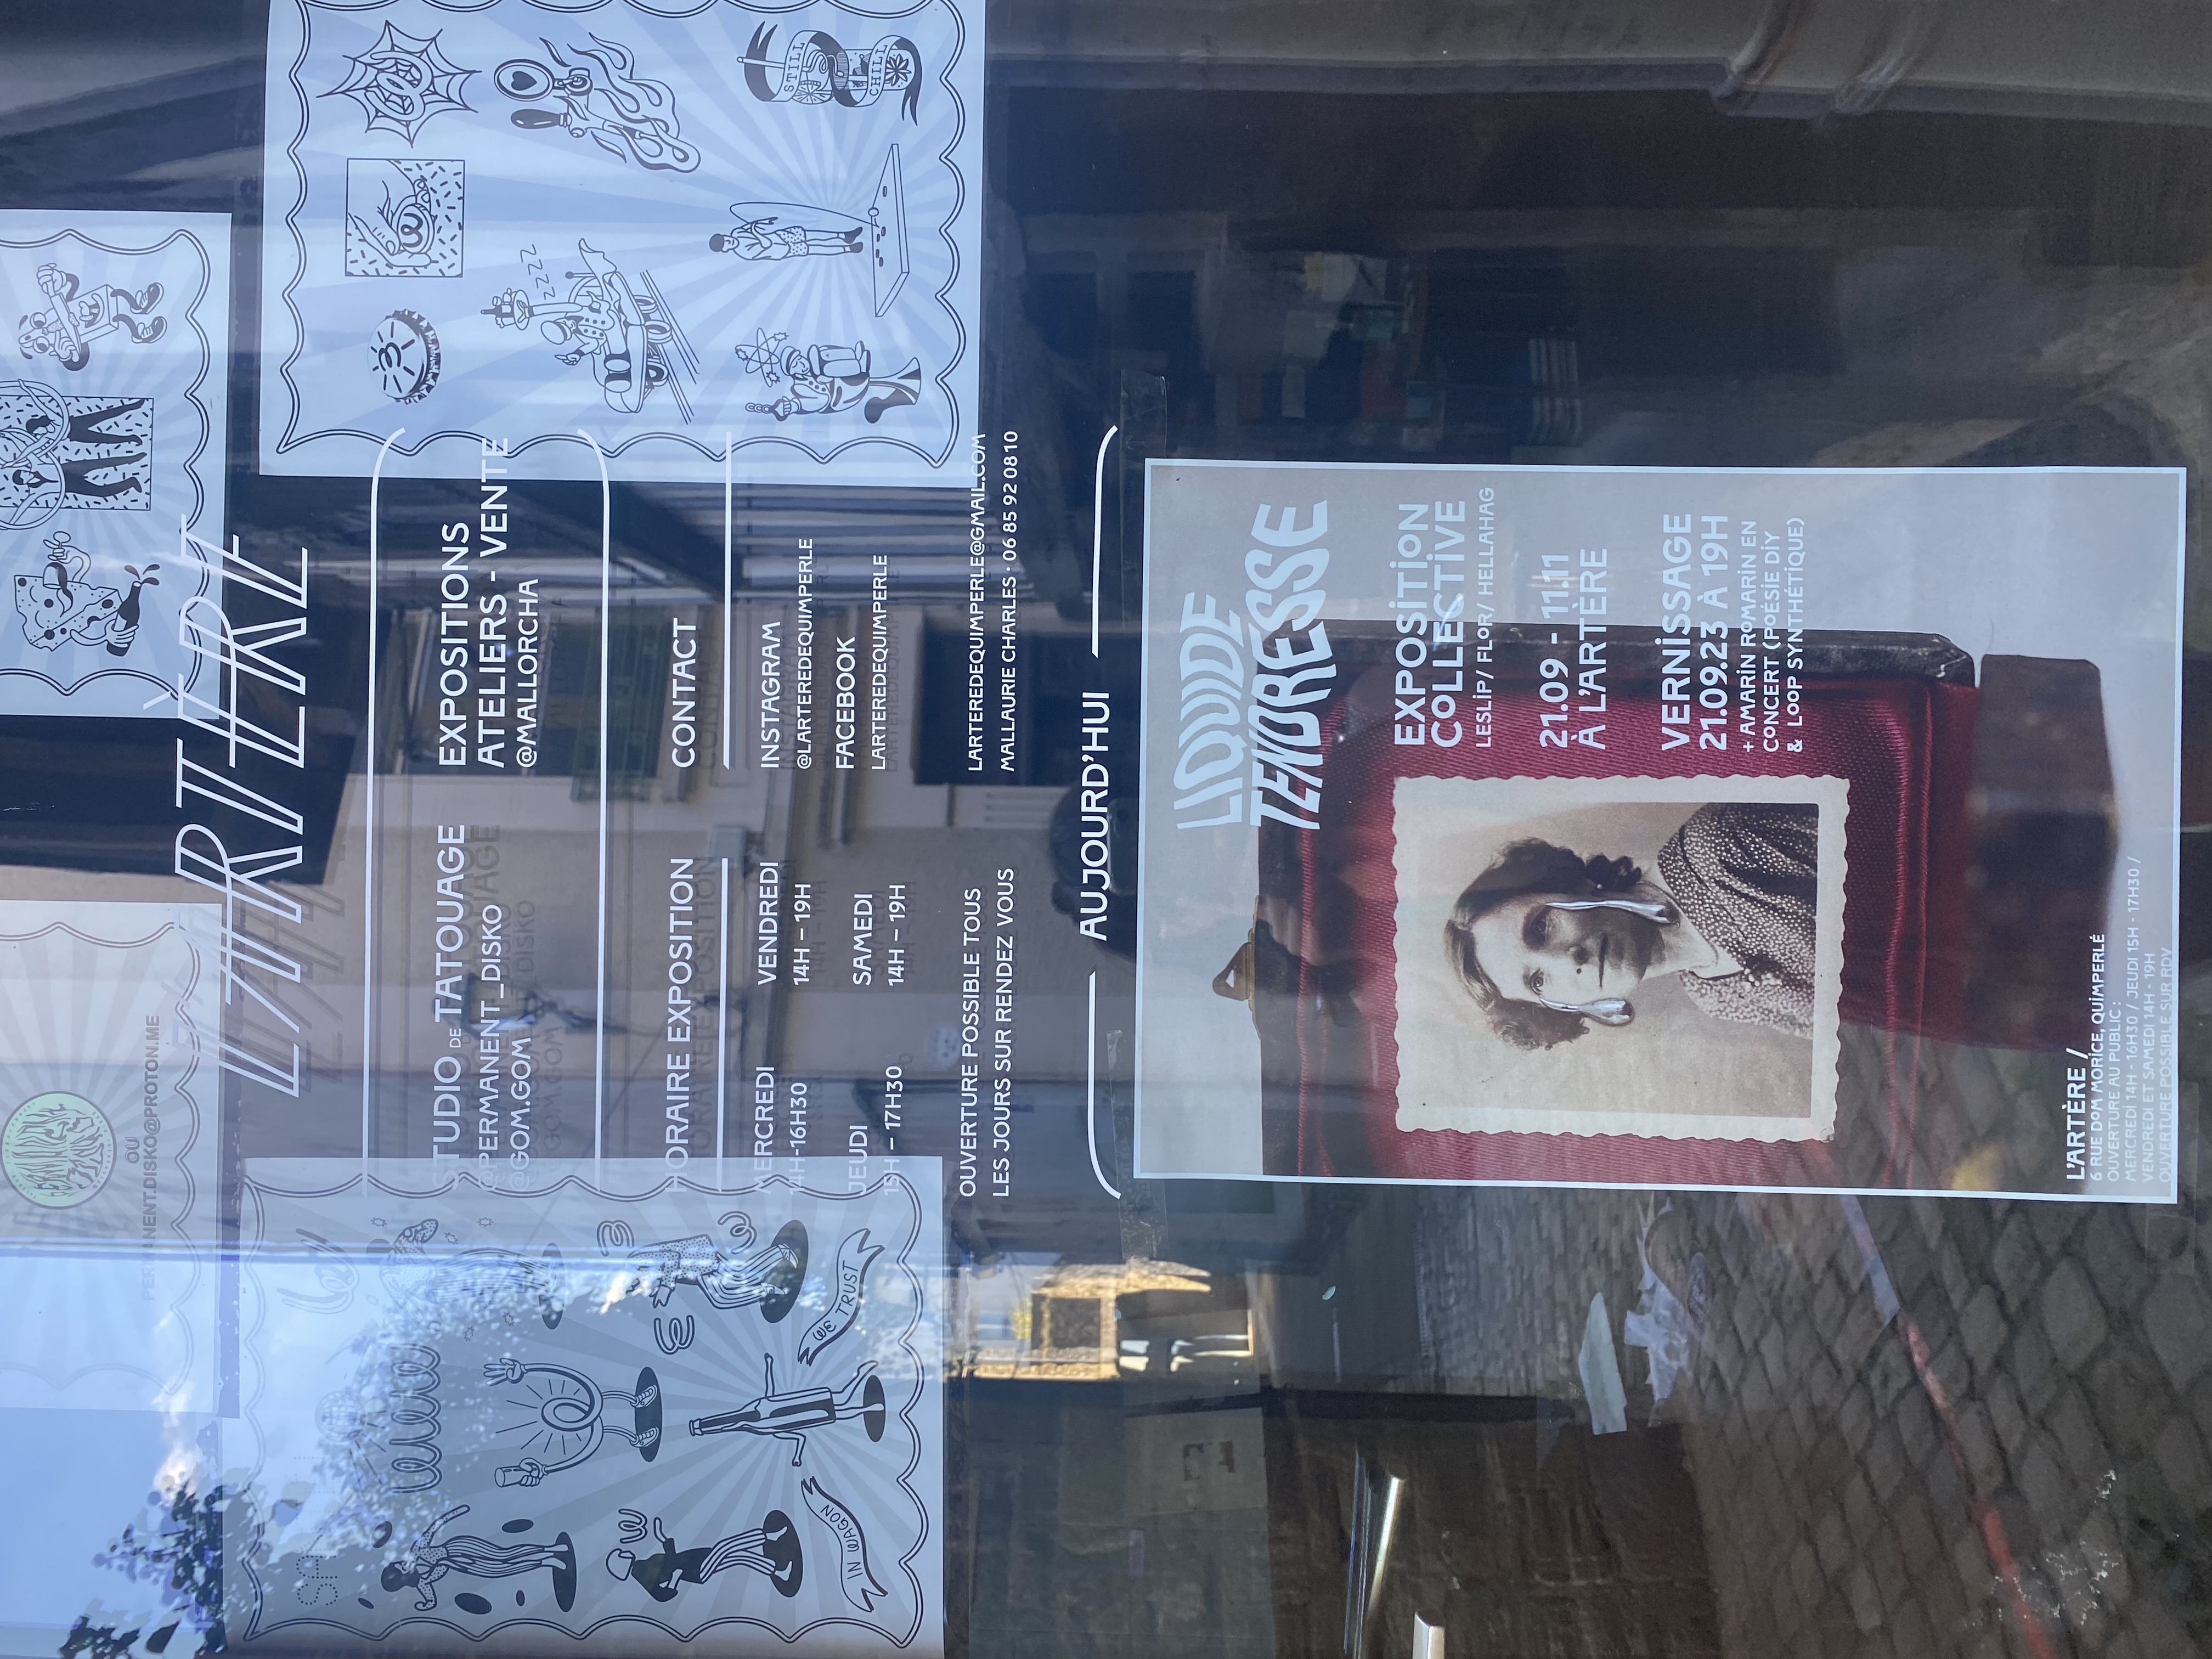 OU
PERMANENT.DISKO@PROTON.ME
L'ARTÈRE
STUDIO DE TATOUAGE
@PERMANENT_DISKO
@GOM.GOM
EXPOSITIONS
ATELIERS - VENTE
@MALLORCHA
HORAIRE EXPOSITION
MERCREDI
14H-16H30
VENDREDI
14H – 19H
JEUDI
15H – 17H30
SAMEDI
14H – 19H
OUVERTURE POSSIBLE TOUS
LES JOURS SUR RENDEZ VOUS
CONTACT
INSTAGRAM
@LARTEREDEQUIMPERLE
FACEBOOK
LARTEREDEQUIMPERLE
LARTEREDEQUIMPERLE@GMAIL.COM
MALLAURIE CHARLES · 06 85 92 08 10
AUJOURD'HUI
LIQUIDE
TENDRESSE
EXPOSITION
COLLECTIVE
LESLIP/ FLOR/ HELLAHAG
21.09 - 11.11
À L'ARTÈRE
VERNISSAGE
21.09.23 À 19H
+ AMARIN ROMARIN EN
CONCERT (POÉSIE DIY
& LOOP SYNTHÉTIQUE)
L'ARTÈRE /
6 RUE DOM MORICE, QUIMPERLÉ
OUVERTURE AU PUBLIC :
MERCREDI 14H - 16H30 / JEUDI 15H - 17H30 /
VENDREDI ET SAMEDI 14H - 19H
OUVERTURE POSSIBLE SUR RDV
IN WAGON
WE TRUST
ZZZZ
STILL
CHILL